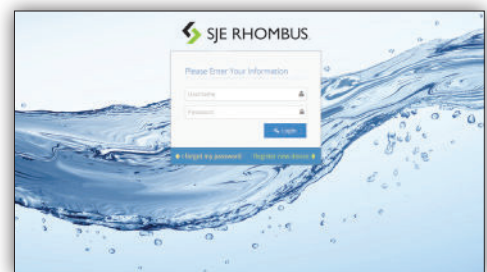 SJE RHOMBUS
Please Enter Your Information
Username
Password
Login
I forgot my password
Register new device